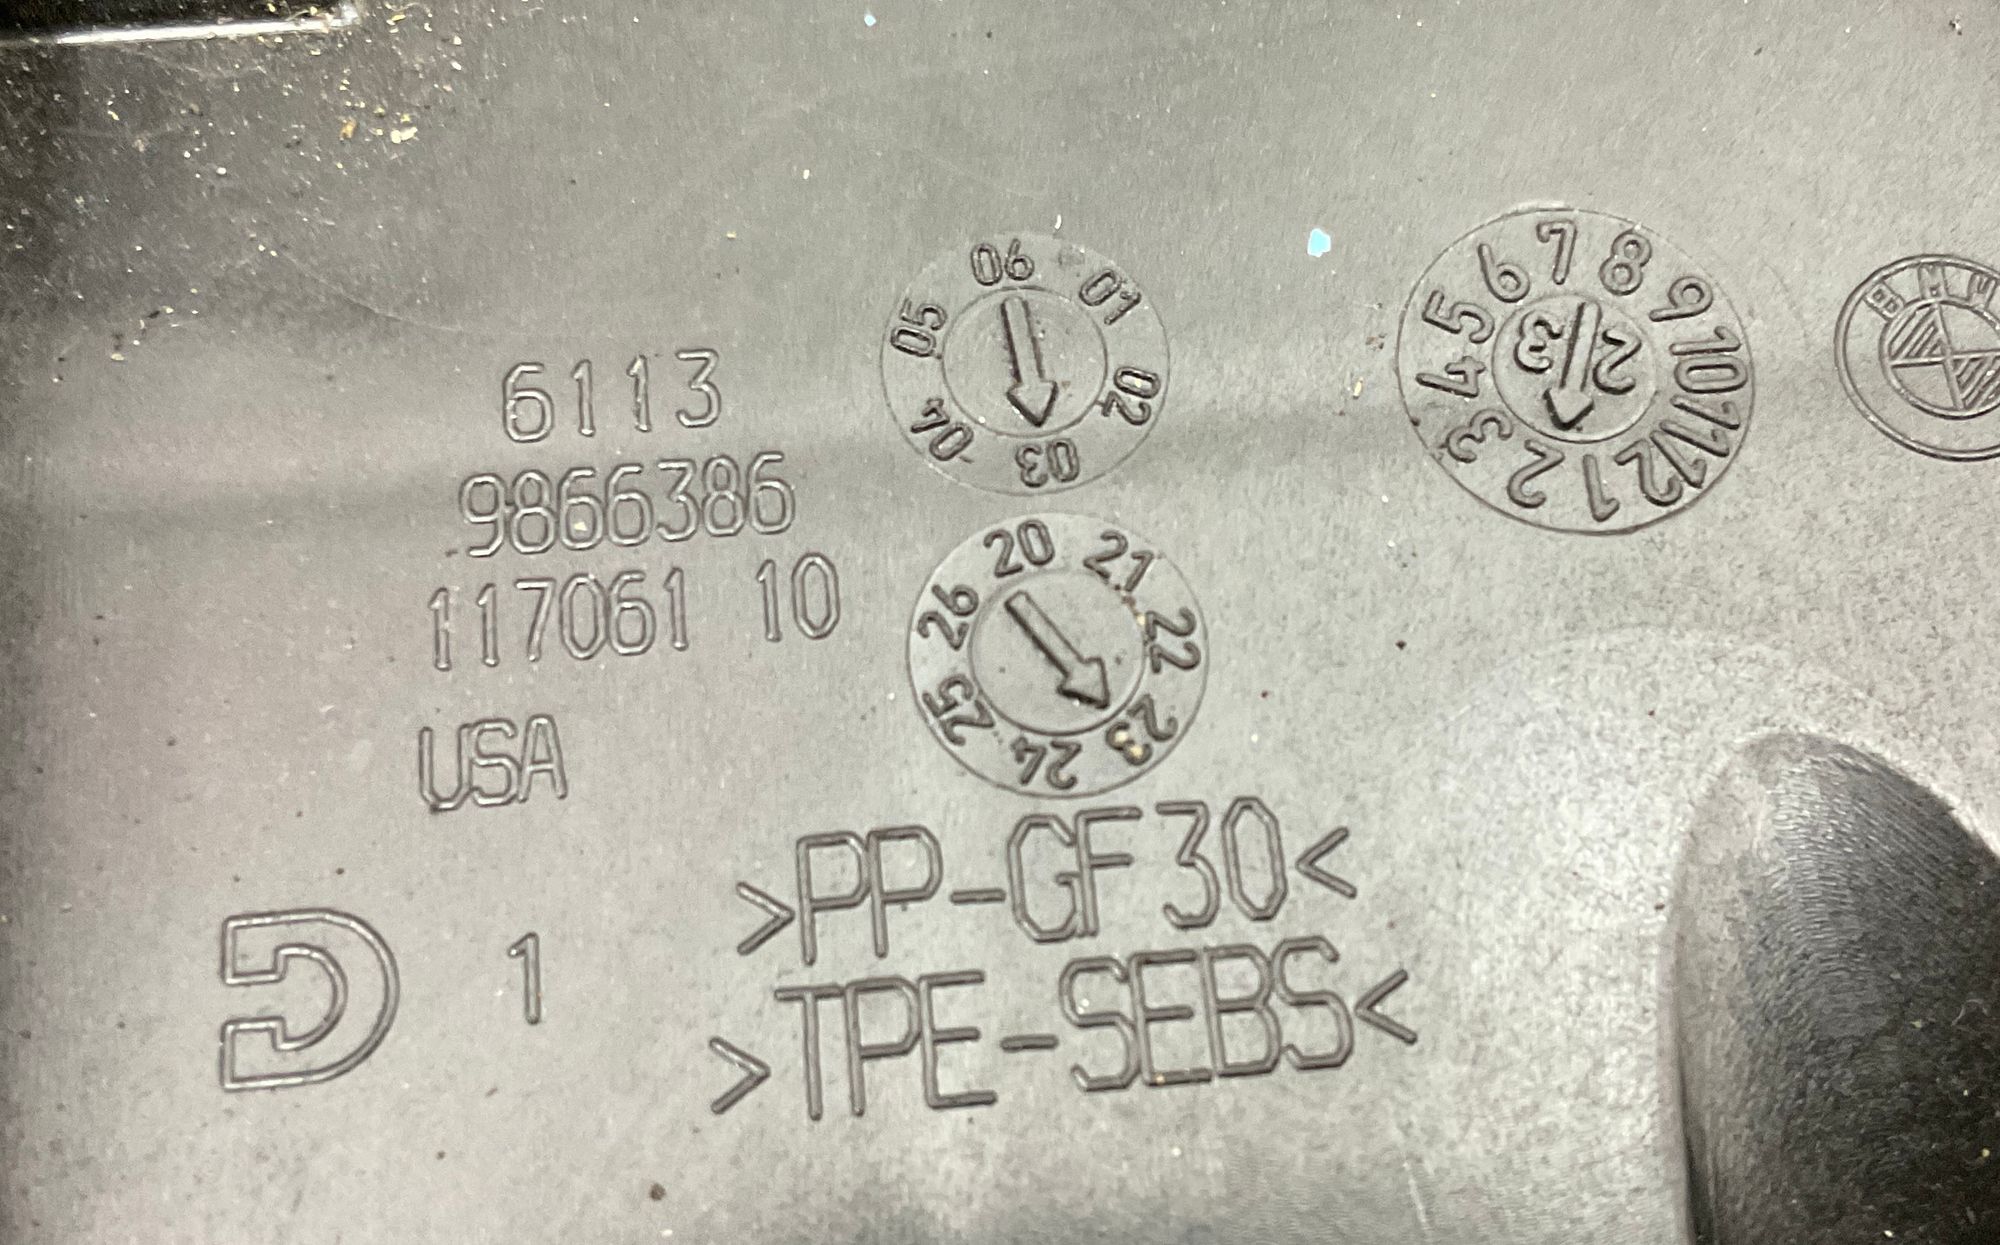 6113
9866386
117061 10
USA
1
06 01 02 03 04 05
20 21 22 23 24 25 26
>PP-GF30<
>TPE-SEBS<
1 2 3 4 5 6 7 8 9 10 11 12
2 3
BMW